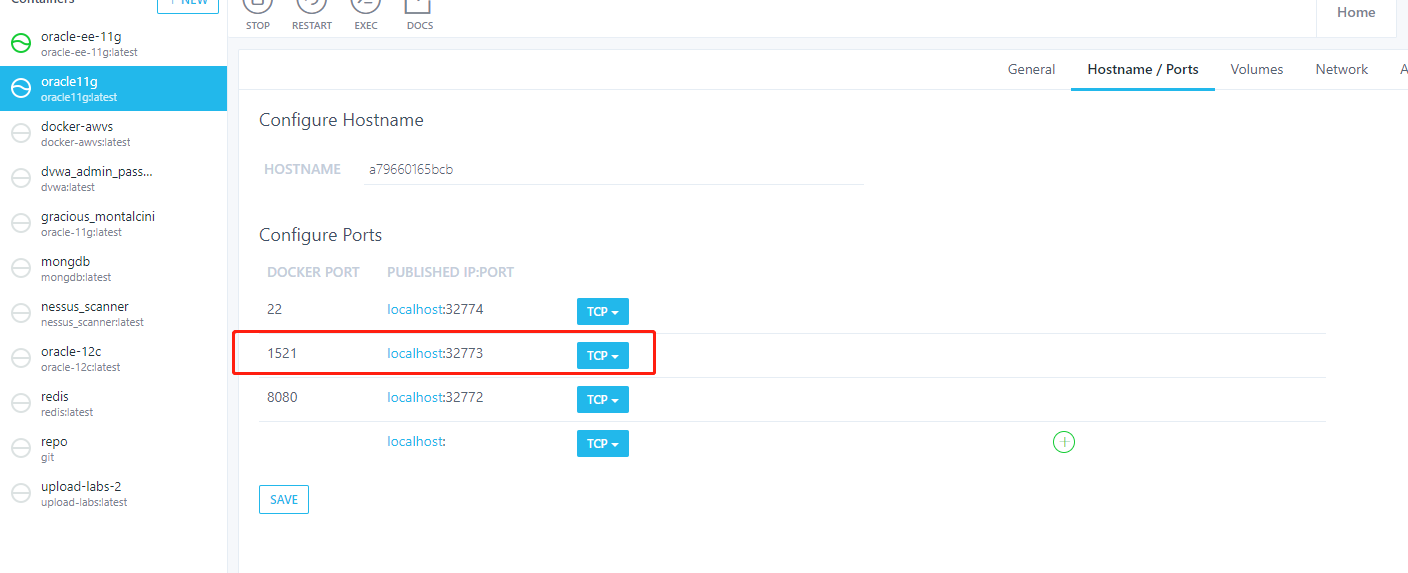 Containers
+ NEW
oracle-ee-11g
oracle-ee-11g:latest
oracle11g
oracle11g:latest
docker-awvs
docker-awvs:latest
dvwa_admin_pass...
dvwa:latest
gracious_montalcini
oracle-11g:latest
mongdb
mongdb:latest
nessus_scanner
nessus_scanner:latest
oracle-12c
oracle-12c:latest
redis
redis:latest
repo
git
upload-labs-2
upload-labs:latest
STOP RESTART EXEC DOCS
Home
General Hostname / Ports Volumes Network A
Configure Hostname
HOSTNAME a79660165bcb
Configure Ports
DOCKER PORT PUBLISHED IP:PORT
22 localhost:32774 TCP
1521 localhost:32773 TCP
8080 localhost:32772 TCP
localhost: TCP
SAVE